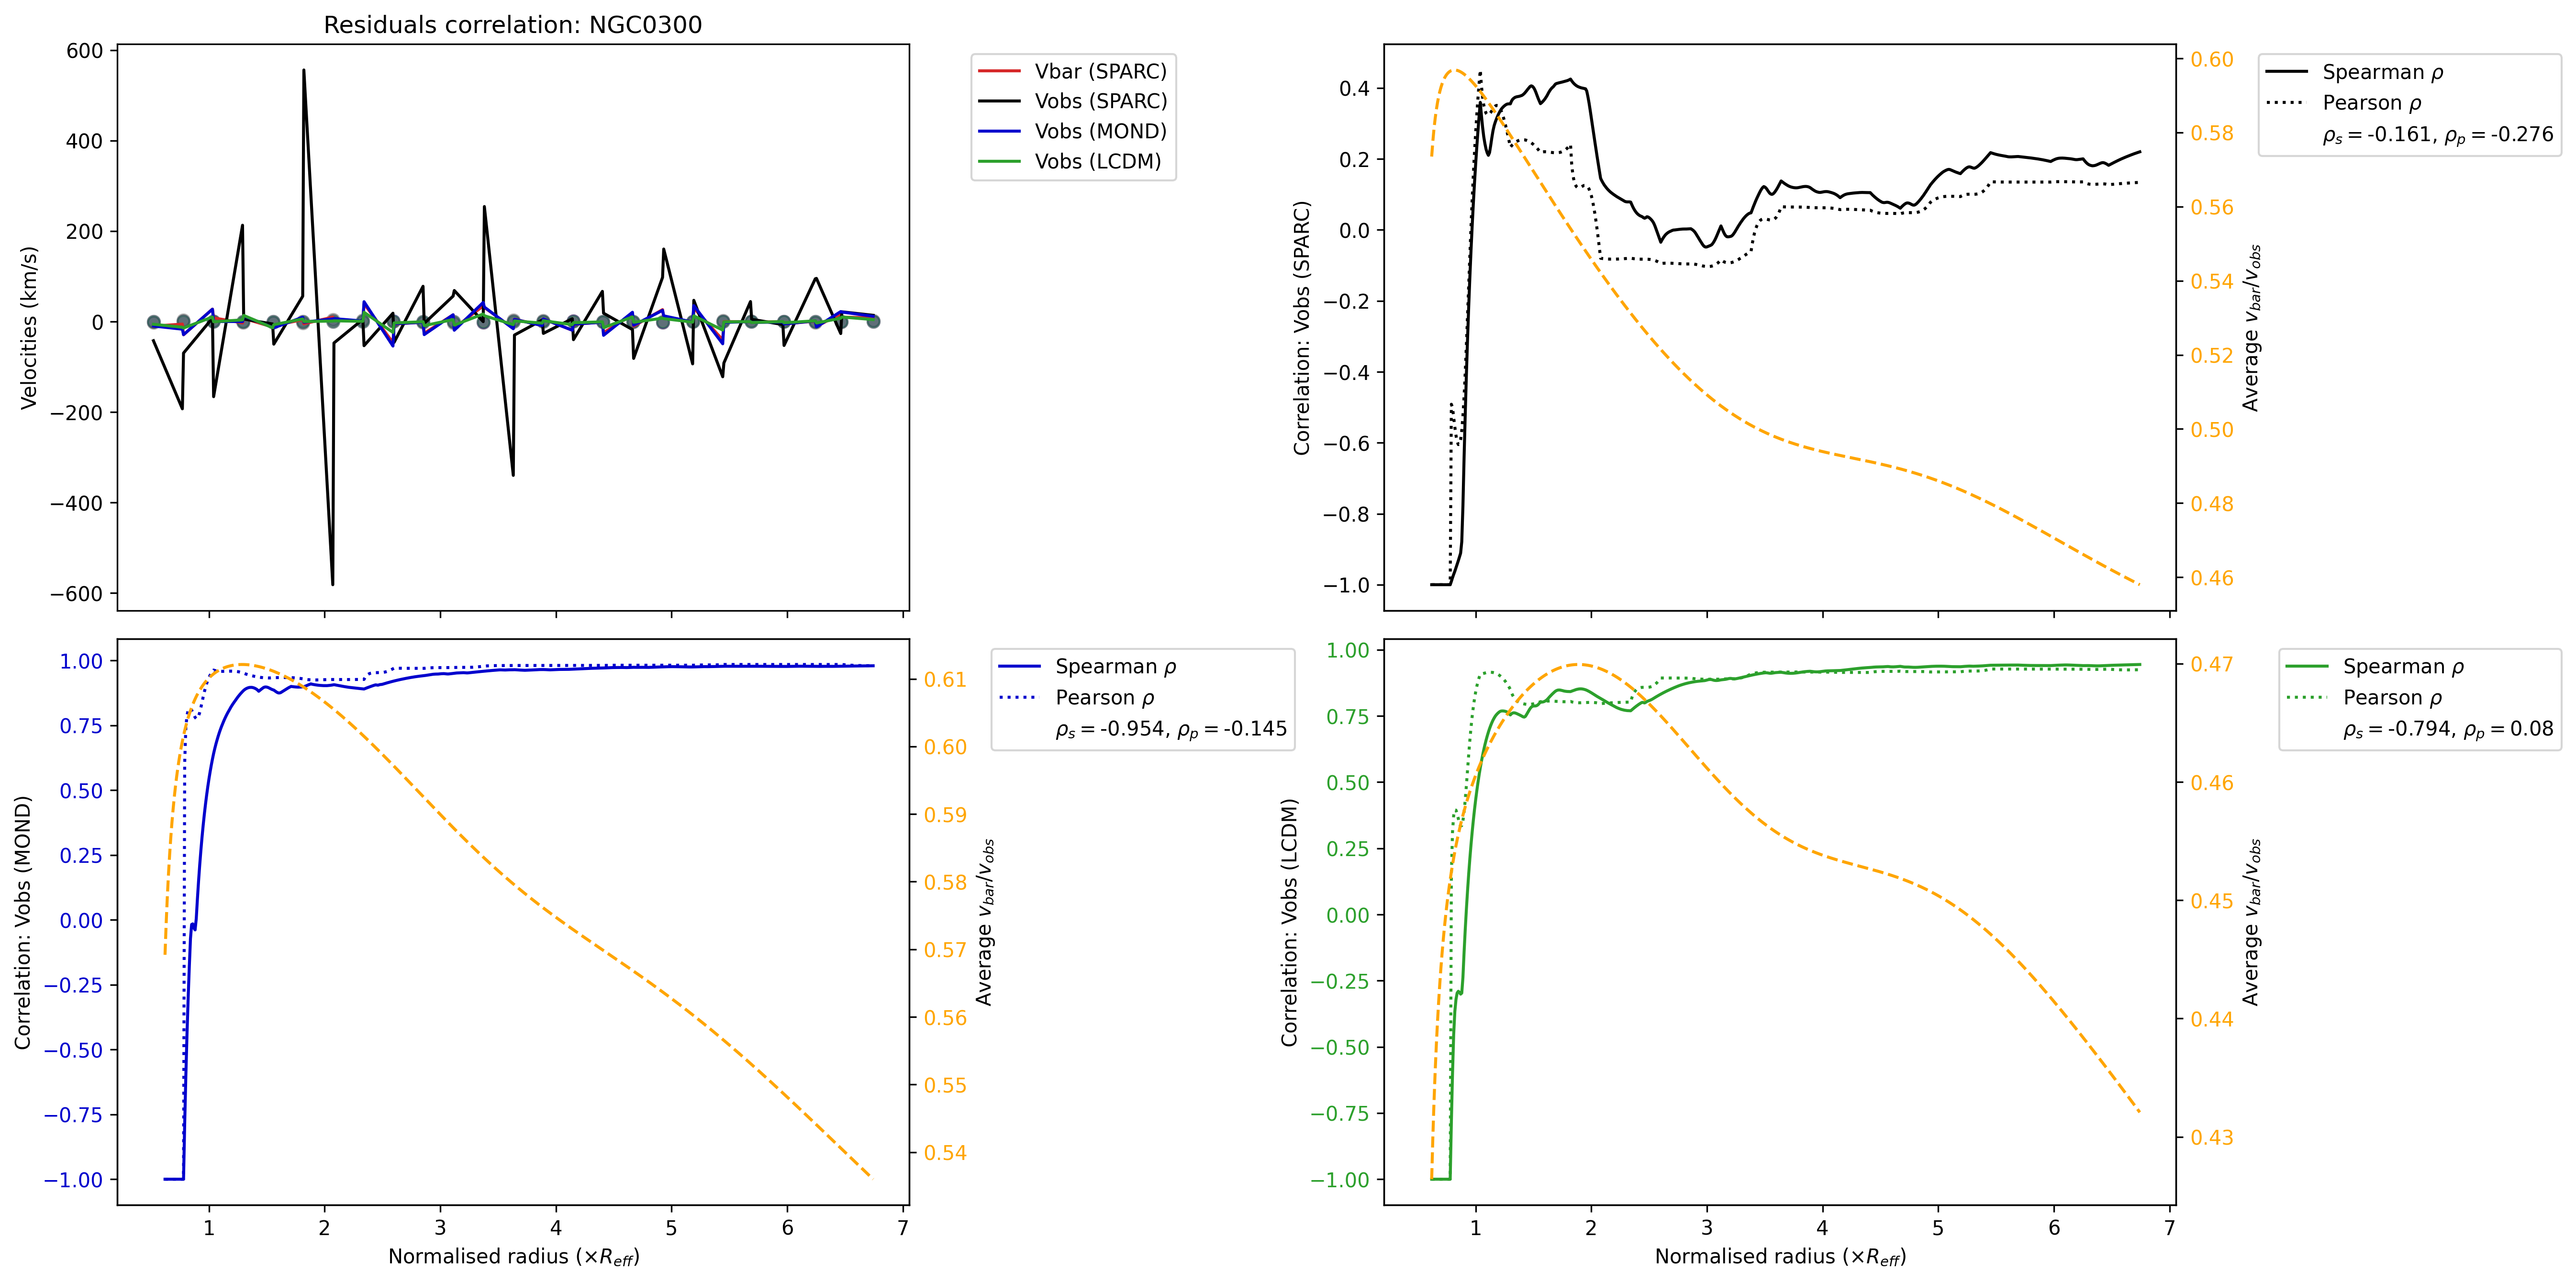 Residuals correlation: NGC0300
600
400
200
0
−200
−400
−600
Velocities (km/s)
Vbar (SPARC)
Vobs (SPARC)
Vobs (MOND)
Vobs (LCDM)
0.4
0.2
0.0
−0.2
−0.4
−0.6
−0.8
−1.0
Correlation: Vobs (SPARC)
0.60
0.58
0.56
0.54
0.52
0.50
0.48
0.46
Average v_bar/v_obs
Spearman ρ
Pearson ρ
ρ_s = -0.161, ρ_p = -0.276
1.00
0.75
0.50
0.25
0.00
−0.25
−0.50
−0.75
−1.00
Correlation: Vobs (MOND)
1 2 3 4 5 6 7
Normalised radius (×R_eff)
0.61
0.60
0.59
0.58
0.57
0.56
0.55
0.54
Average v_bar/v_obs
Spearman ρ
Pearson ρ
ρ_s = -0.954, ρ_p = -0.145
1.00
0.75
0.50
0.25
0.00
−0.25
−0.50
−0.75
−1.00
Correlation: Vobs (LCDM)
1 2 3 4 5 6 7
Normalised radius (×R_eff)
0.47
0.46
0.45
0.44
0.43
Average v_bar/v_obs
Spearman ρ
Pearson ρ
ρ_s = -0.794, ρ_p = 0.08